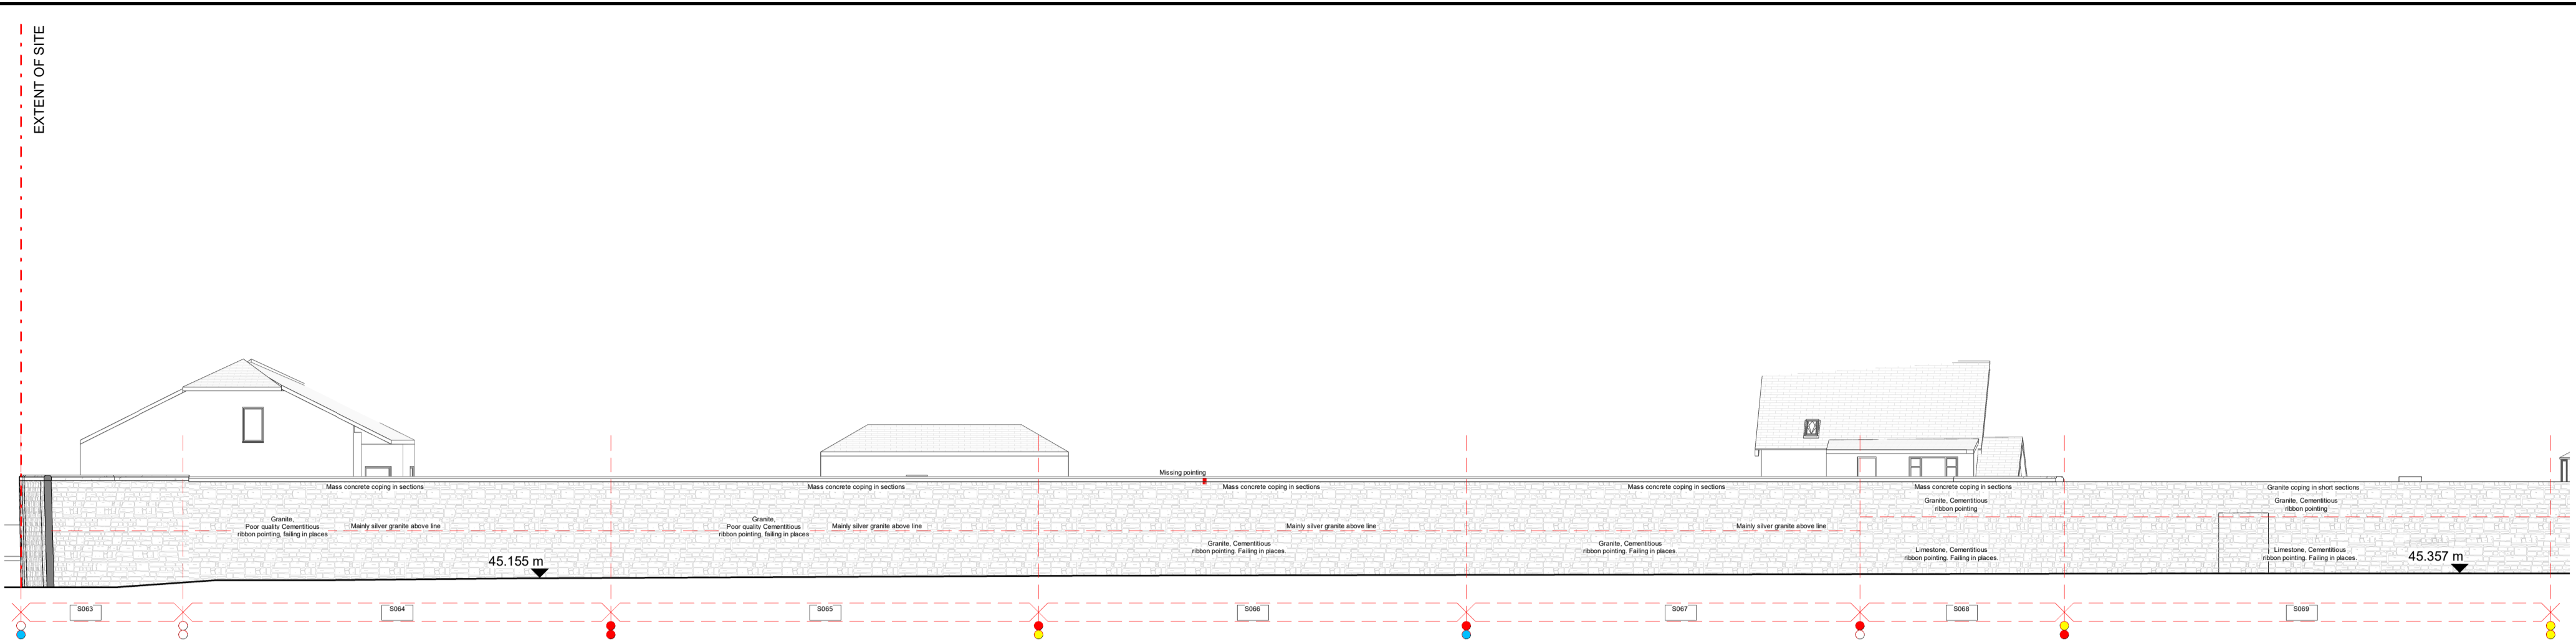 EXTENT OF SITE
Missing pointing
Mass concrete coping in sections
Mass concrete coping in sections
Mass concrete coping in sections
Mass concrete coping in sections
Mass concrete coping in sections
Granite coping in short sections
Granite, Cementitious
ribbon pointing
Granite, Cementitious
ribbon pointing
Granite,
Poor quality Cementitious
ribbon pointing, failing in places
Mainly silver granite above line
Granite,
Poor quality Cementitious
ribbon pointing, failing in places
Mainly silver granite above line
Mainly silver granite above line
Mainly silver granite above line
Granite, Cementitious
ribbon pointing. Failing in places.
Granite, Cementitious
ribbon pointing. Failing in places.
Limestone, Cementitious
ribbon pointing. Failing in places.
Limestone, Cementitious
ribbon pointing. Failing in places.
45.155 m
45.357 m
S063
S064
S065
S066
S067
S068
S069